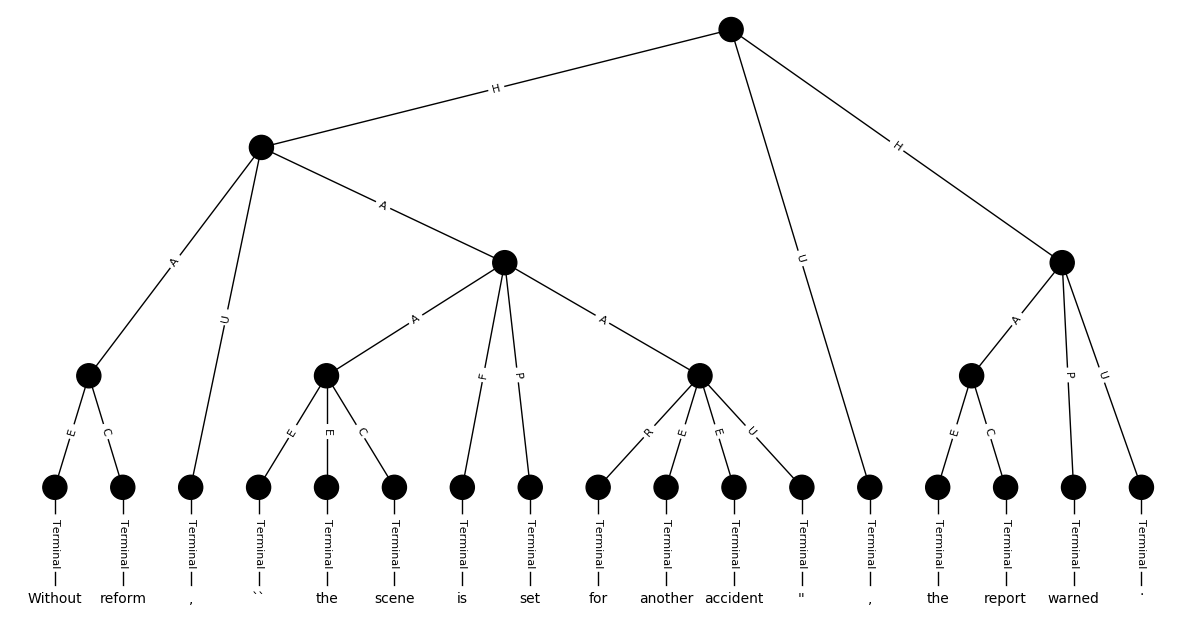 H
H
A
A
U
U
A
A
A
F
P
P
U
E
C
E
E
C
R
E
E
U
E
C
Terminal Terminal Terminal Terminal Terminal Terminal Terminal Terminal Terminal Terminal Terminal Terminal Terminal Terminal Terminal Terminal Terminal
Without reform , `` the scene is set for another accident " , the report warned .